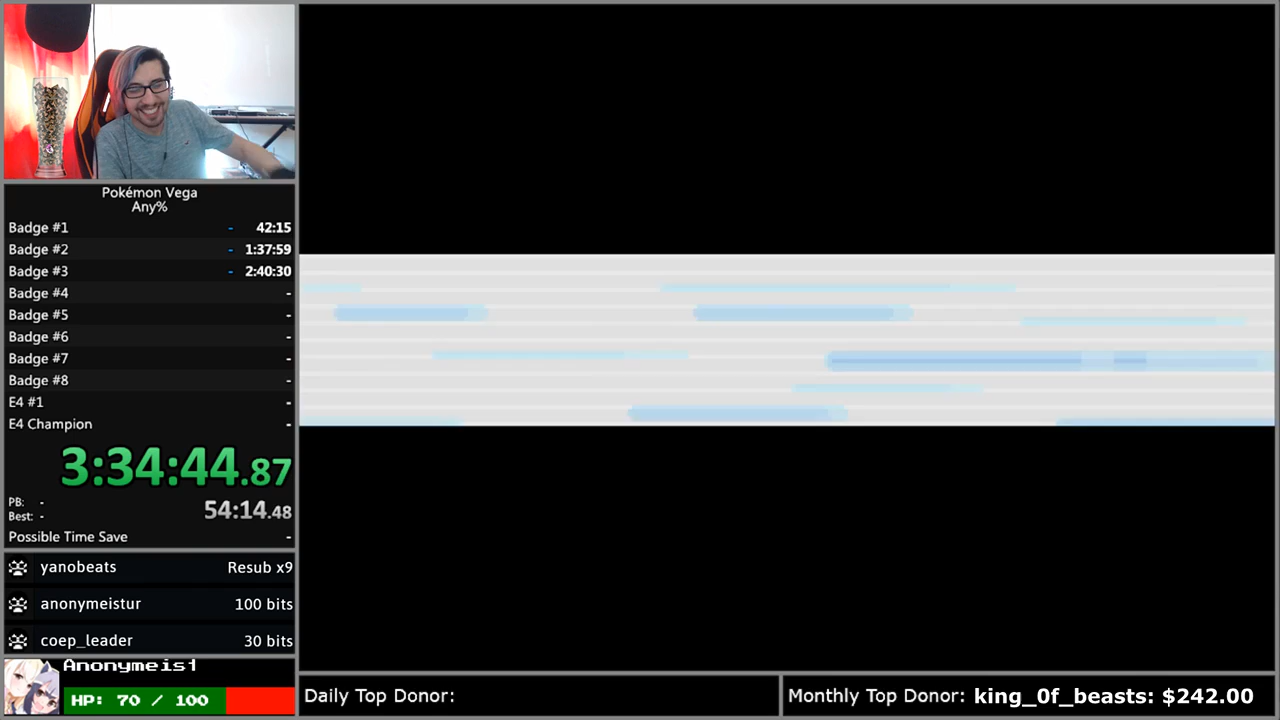 Pokémon Vega
Any%
Badge #1 - 42:15
Badge #2 - 1:37:59
Badge #3 - 2:40:30
Badge #4 -
Badge #5 -
Badge #6 -
Badge #7 -
Badge #8 -
E4 #1 -
E4 Champion -
3:34:44.87
PB: -
Best: -
54:14.48
Possible Time Save -
yanobeats Resub x9
anonymeistur 100 bits
coep_leader 30 bits
Anonymeist
HP: 70 / 100
Daily Top Donor:
Monthly Top Donor: king_0f_beasts: $242.00